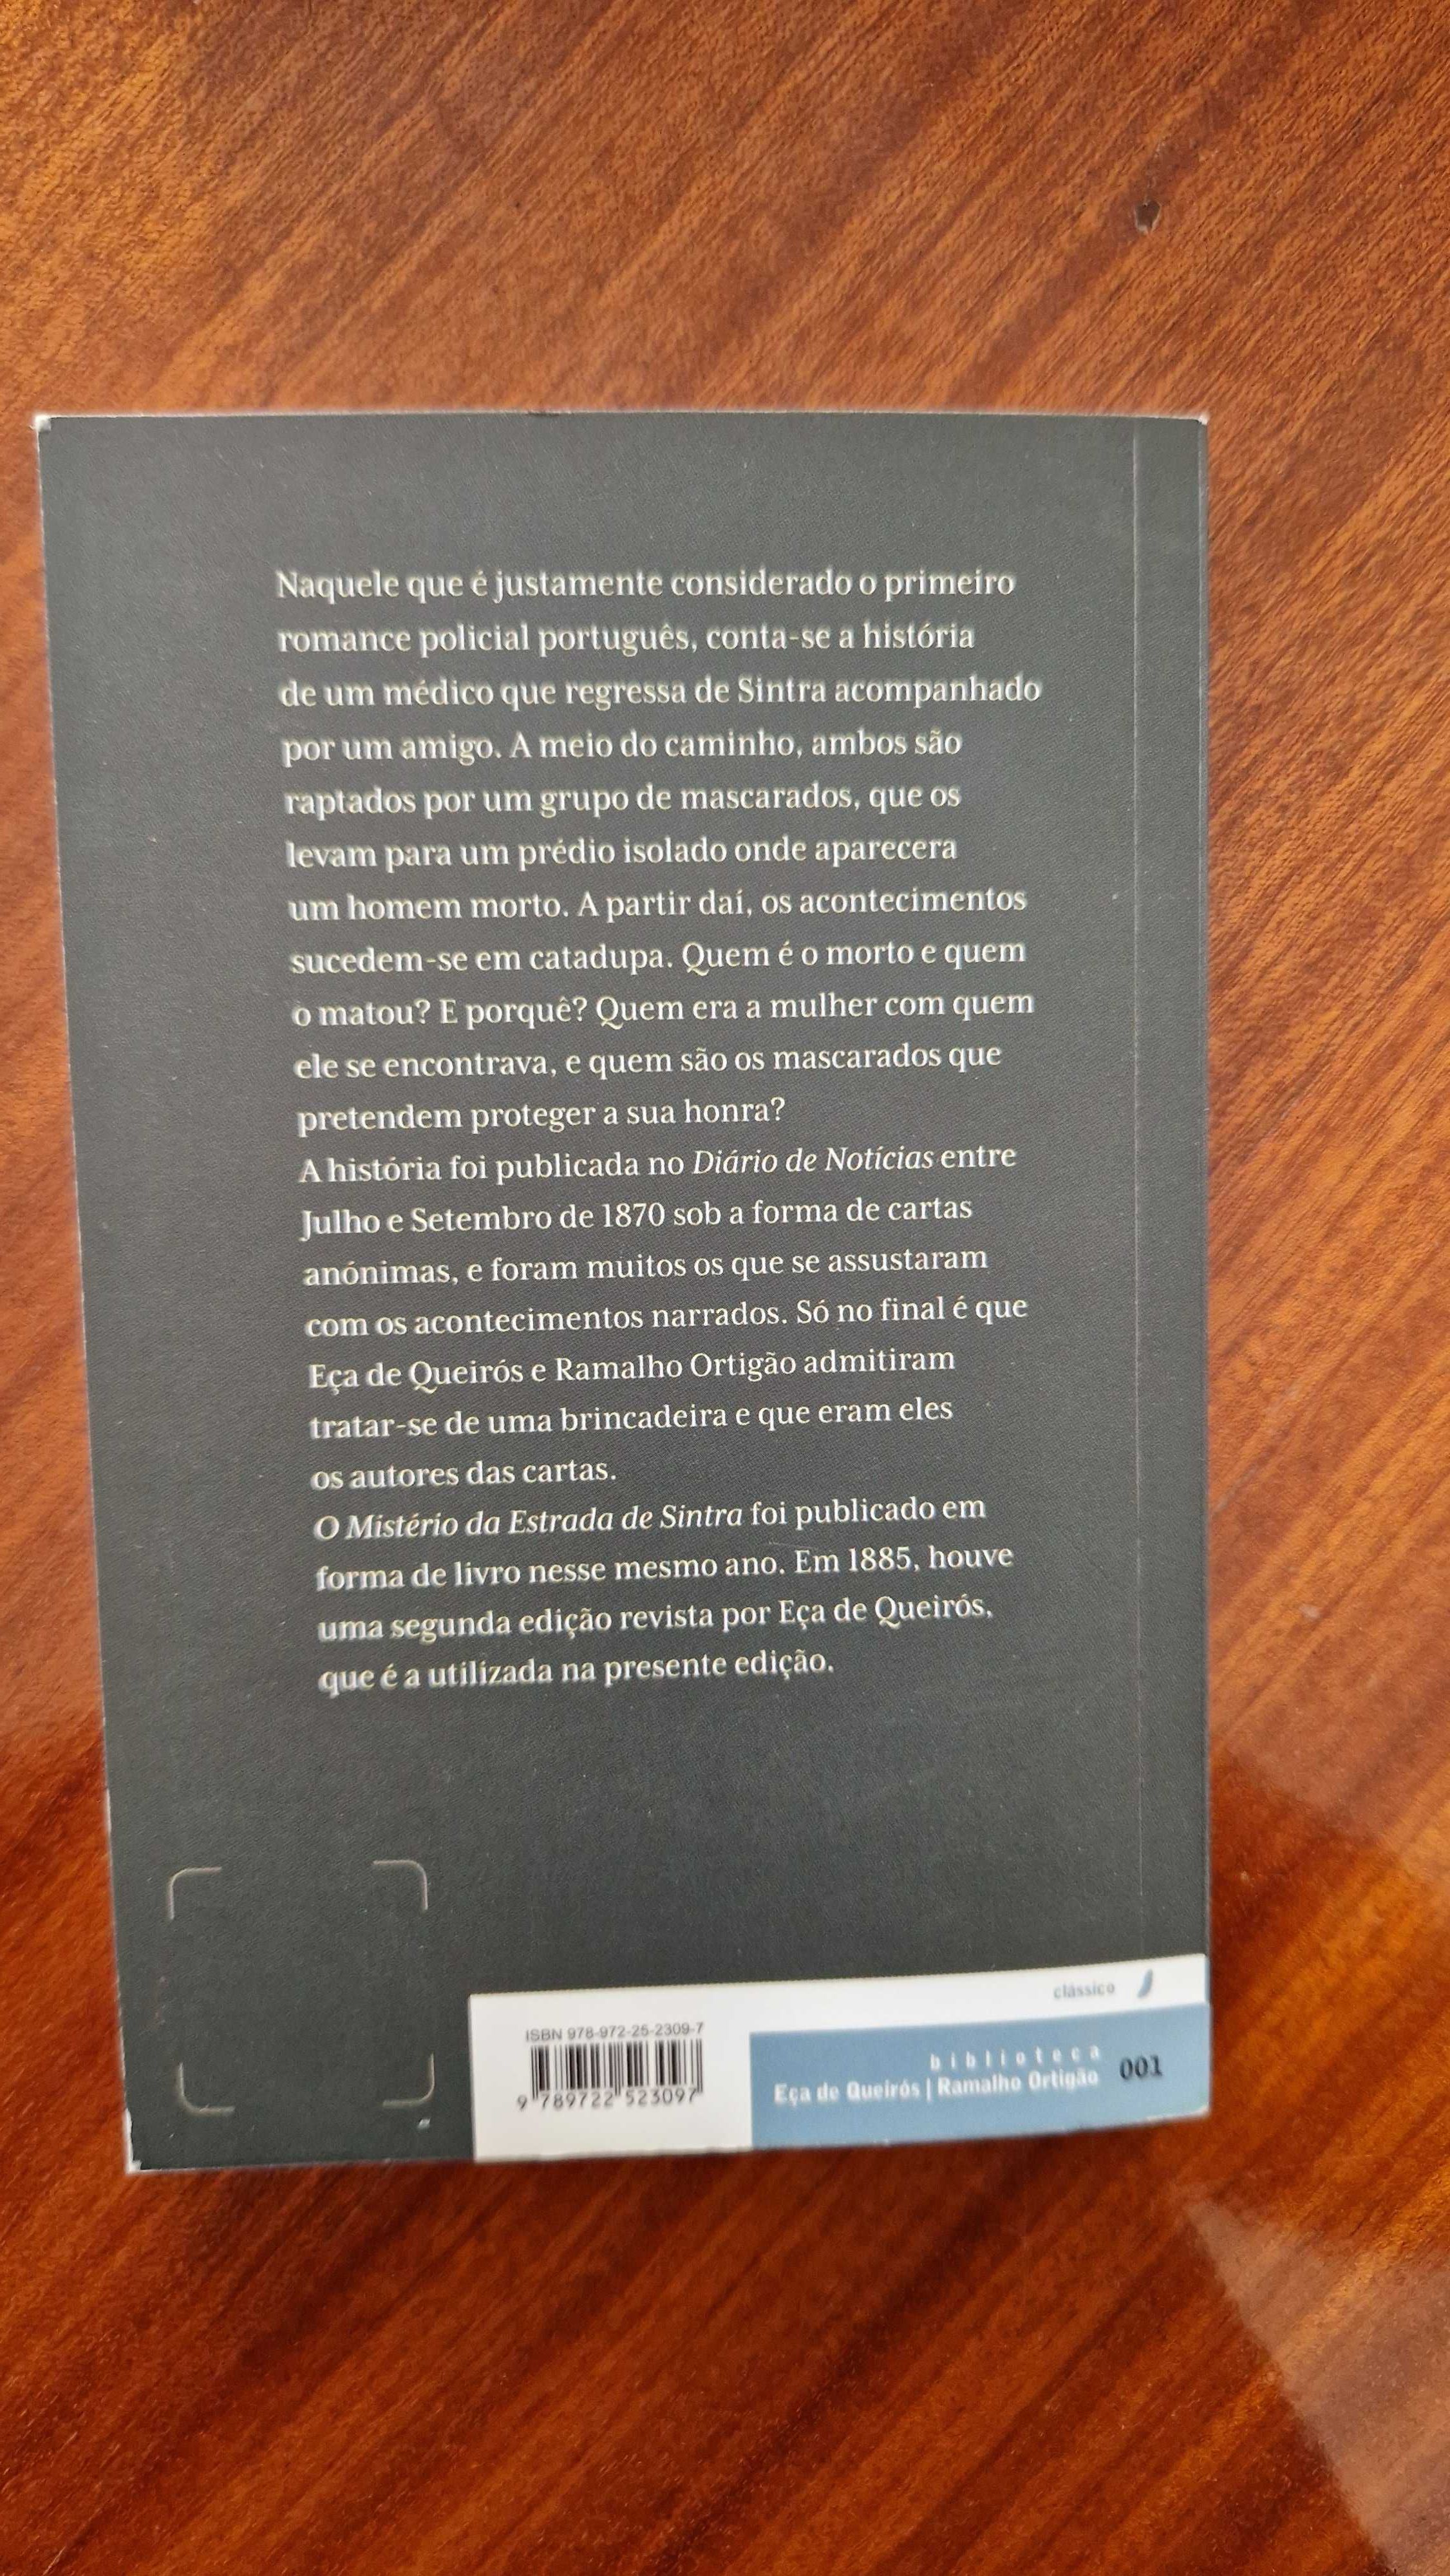 Naquele que é justamente considerado o primeiro
romance policial português, conta-se a história
de um médico que regressa de Sintra acompanhado
por um amigo. A meio do caminho, ambos são
raptados por um grupo de mascarados, que os
levam para um prédio isolado onde aparecera
um homem morto. A partir daí, os acontecimentos
sucedem-se em catadupa. Quem é o morto e quem
o matou? E porquê? Quem era a mulher com quem
ele se encontrava, e quem são os mascarados que
pretendem proteger a sua honra?
A história foi publicada no Diário de Notícias entre
Julho e Setembro de 1870 sob a forma de cartas
anónimas, e foram muitos os que se assustaram
com os acontecimentos narrados. Só no final é que
Eça de Queirós e Ramalho Ortigão admitiram
tratar-se de uma brincadeira e que eram eles
os autores das cartas.
O Mistério da Estrada de Sintra foi publicado em
forma de livro nesse mesmo ano. Em 1885, houve
uma segunda edição revista por Eça de Queirós,
que é a utilizada na presente edição.
clássico
ISBN 978-972-25-2309-7
9 789722 523097
biblioteca
Eça de Queirós | Ramalho Ortigão
001